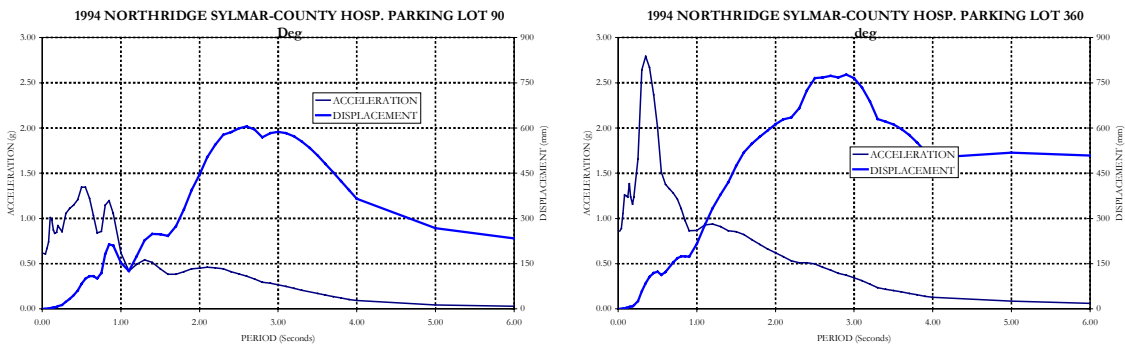 1994 NORTHRIDGE SYLMAR-COUNTY HOSP. PARKING LOT 90
Deg
3.00
2.50
2.00
1.50
1.00
0.50
0.00
ACCELERATION (g)
900
750
600
450
300
150
0
DISPLACEMENT (mm)
ACCELERATION
DISPLACEMENT
0.00 1.00 2.00 3.00 4.00 5.00 6.00
PERIOD (Seconds)
1994 NORTHRIDGE SYLMAR-COUNTY HOSP. PARKING LOT 360
deg
3.00
2.50
2.00
1.50
1.00
0.50
0.00
ACCELERATION (g)
900
750
600
450
300
150
0
DISPLACEMENT (mm)
ACCELERATION
DISPLACEMENT
0.00 1.00 2.00 3.00 4.00 5.00 6.00
PERIOD (Seconds)